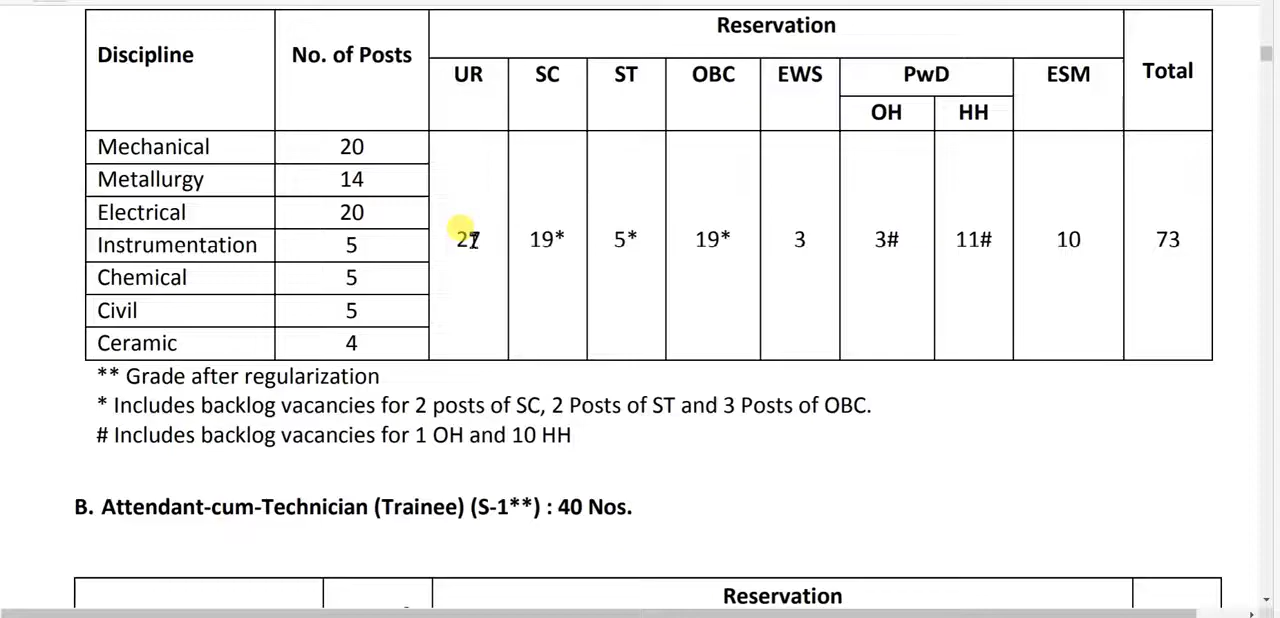 Reservation
Discipline No. of Posts Total
UR SC ST OBC EWS PwD ESM
OH HH
Mechanical 20
Metallurgy 14
Electrical 20
27 19* 5* 19* 3 3# 11# 10 73
Instrumentation 5
Chemical 5
Civil 5
Ceramic 4
** Grade after regularization
* Includes backlog vacancies for 2 posts of SC, 2 Posts of ST and 3 Posts of OBC.
# Includes backlog vacancies for 1 OH and 10 HH
B. Attendant-cum-Technician (Trainee) (S-1**) : 40 Nos.
Reservation